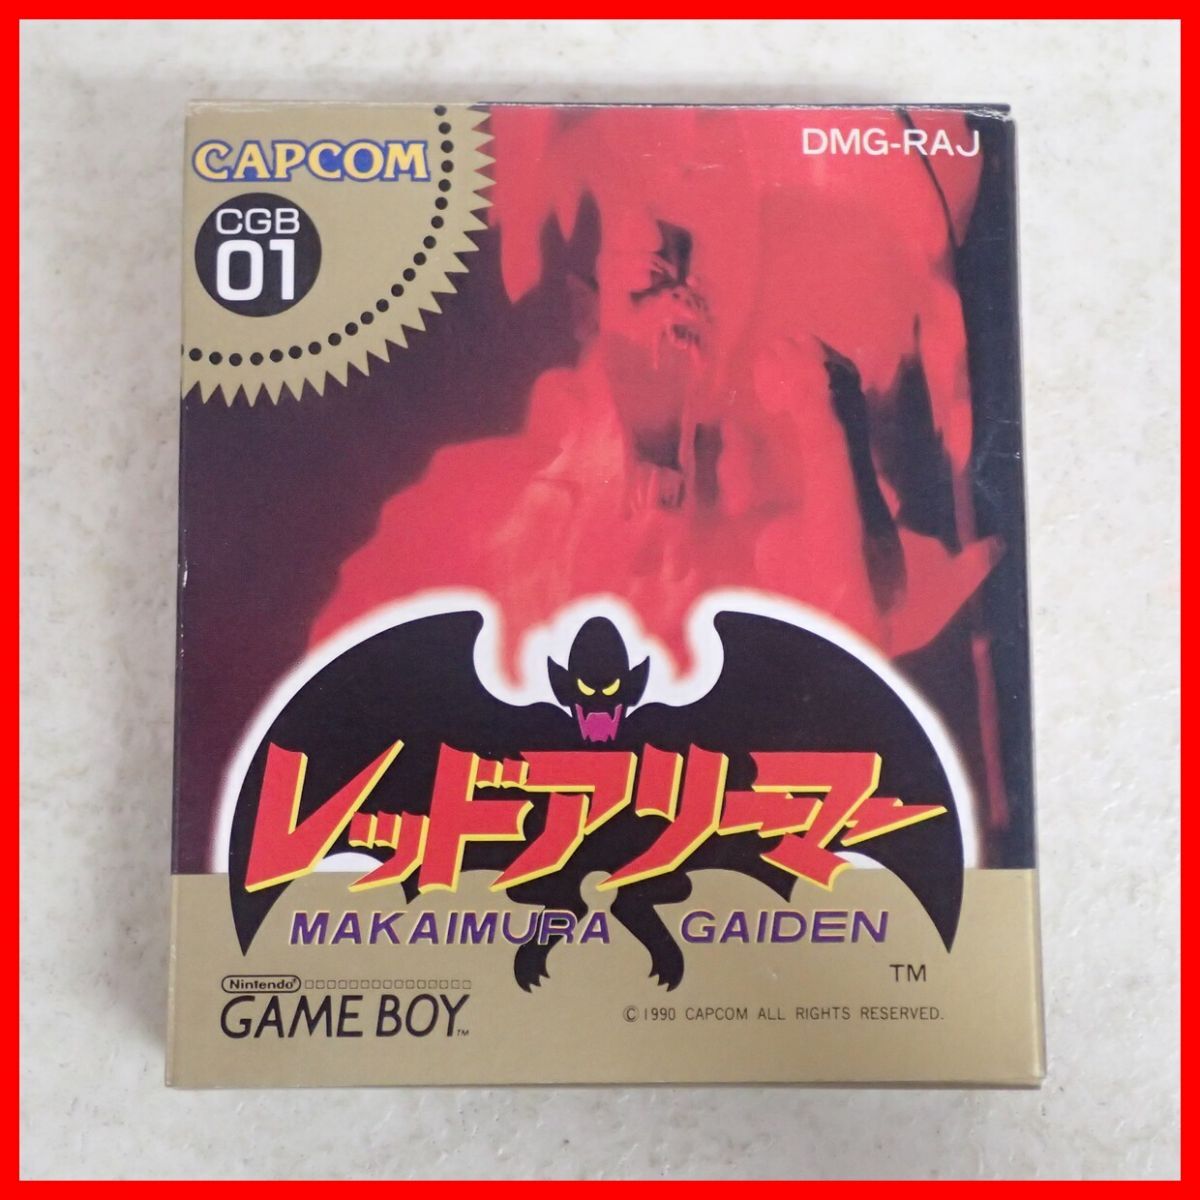 CAPCOM
CGB
01
DMG-RAJ
レッドアリーマー
MAKAIMURA GAIDEN
TM
Nintendo®
GAME BOY™
© 1990 CAPCOM ALL RIGHTS RESERVED.